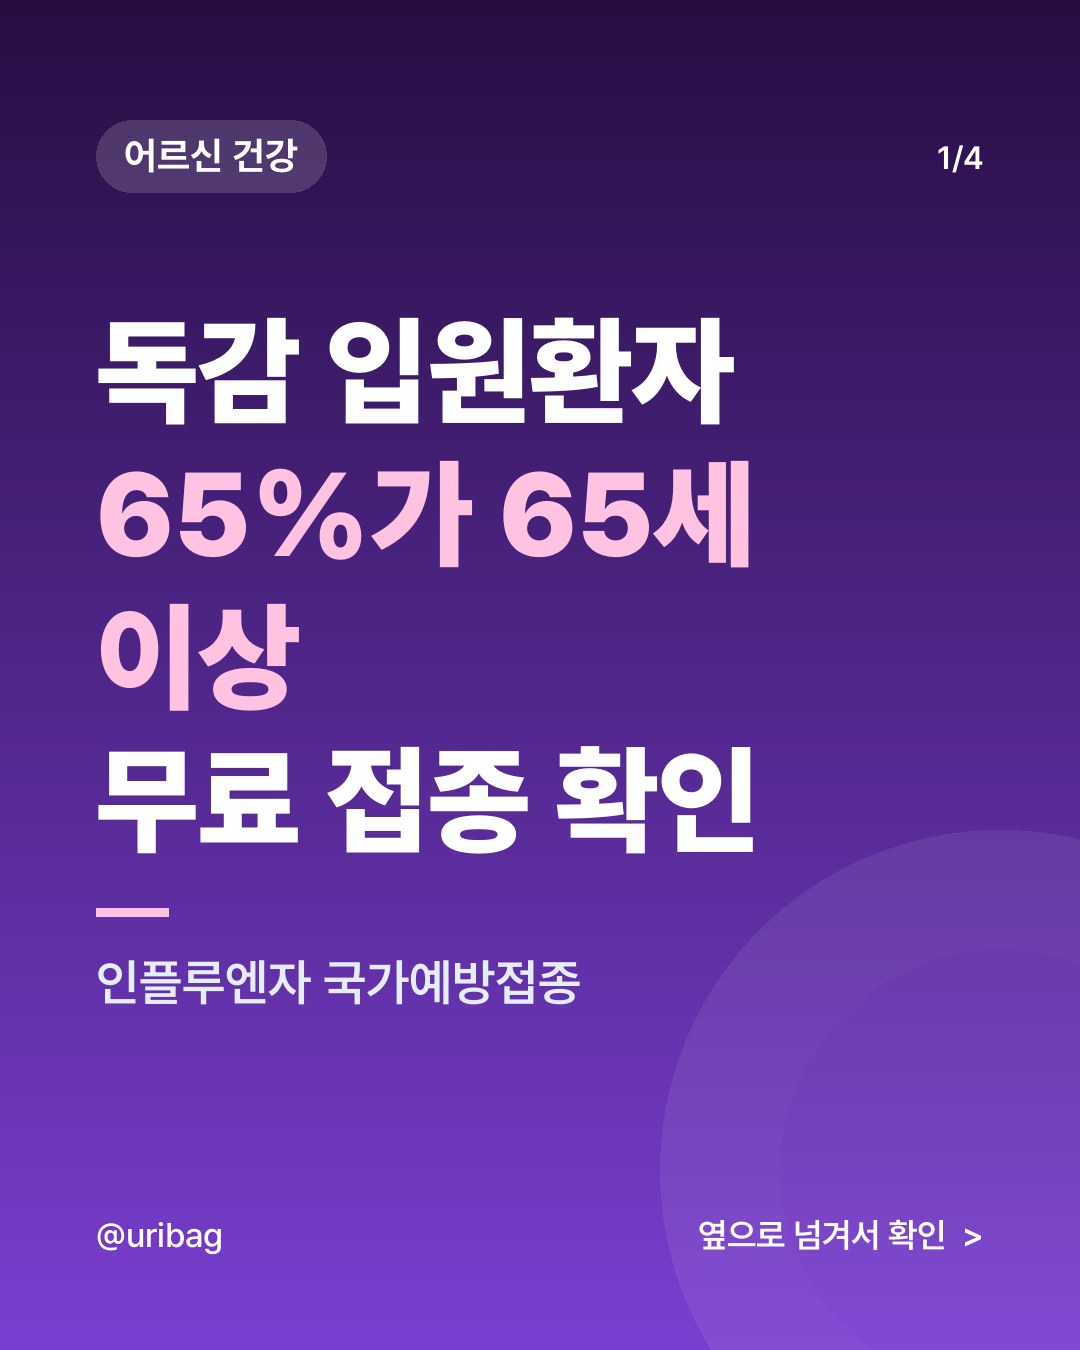 어르신 건강
1/4
독감 입원환자
65%가 65세
이상
무료 접종 확인
인플루엔자 국가예방접종
@uribag
옆으로 넘겨서 확인 >